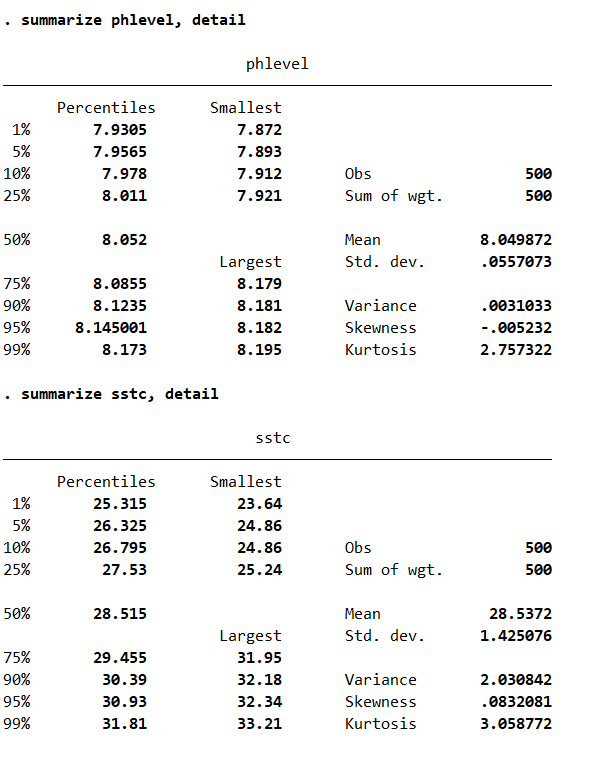 . summarize phlevel, detail
phlevel
Percentiles Smallest
1% 7.9305 7.872
5% 7.9565 7.893
10% 7.978 7.912 Obs 500
25% 8.011 7.921 Sum of wgt. 500
50% 8.052 Mean 8.049872
Largest Std. dev. .0557073
75% 8.0855 8.179
90% 8.1235 8.181 Variance .0031033
95% 8.145001 8.182 Skewness -.005232
99% 8.173 8.195 Kurtosis 2.757322
. summarize sstc, detail
sstc
Percentiles Smallest
1% 25.315 23.64
5% 26.325 24.86
10% 26.795 24.86 Obs 500
25% 27.53 25.24 Sum of wgt. 500
50% 28.515 Mean 28.5372
Largest Std. dev. 1.425076
75% 29.455 31.95
90% 30.39 32.18 Variance 2.030842
95% 30.93 32.34 Skewness .0832081
99% 31.81 33.21 Kurtosis 3.058772